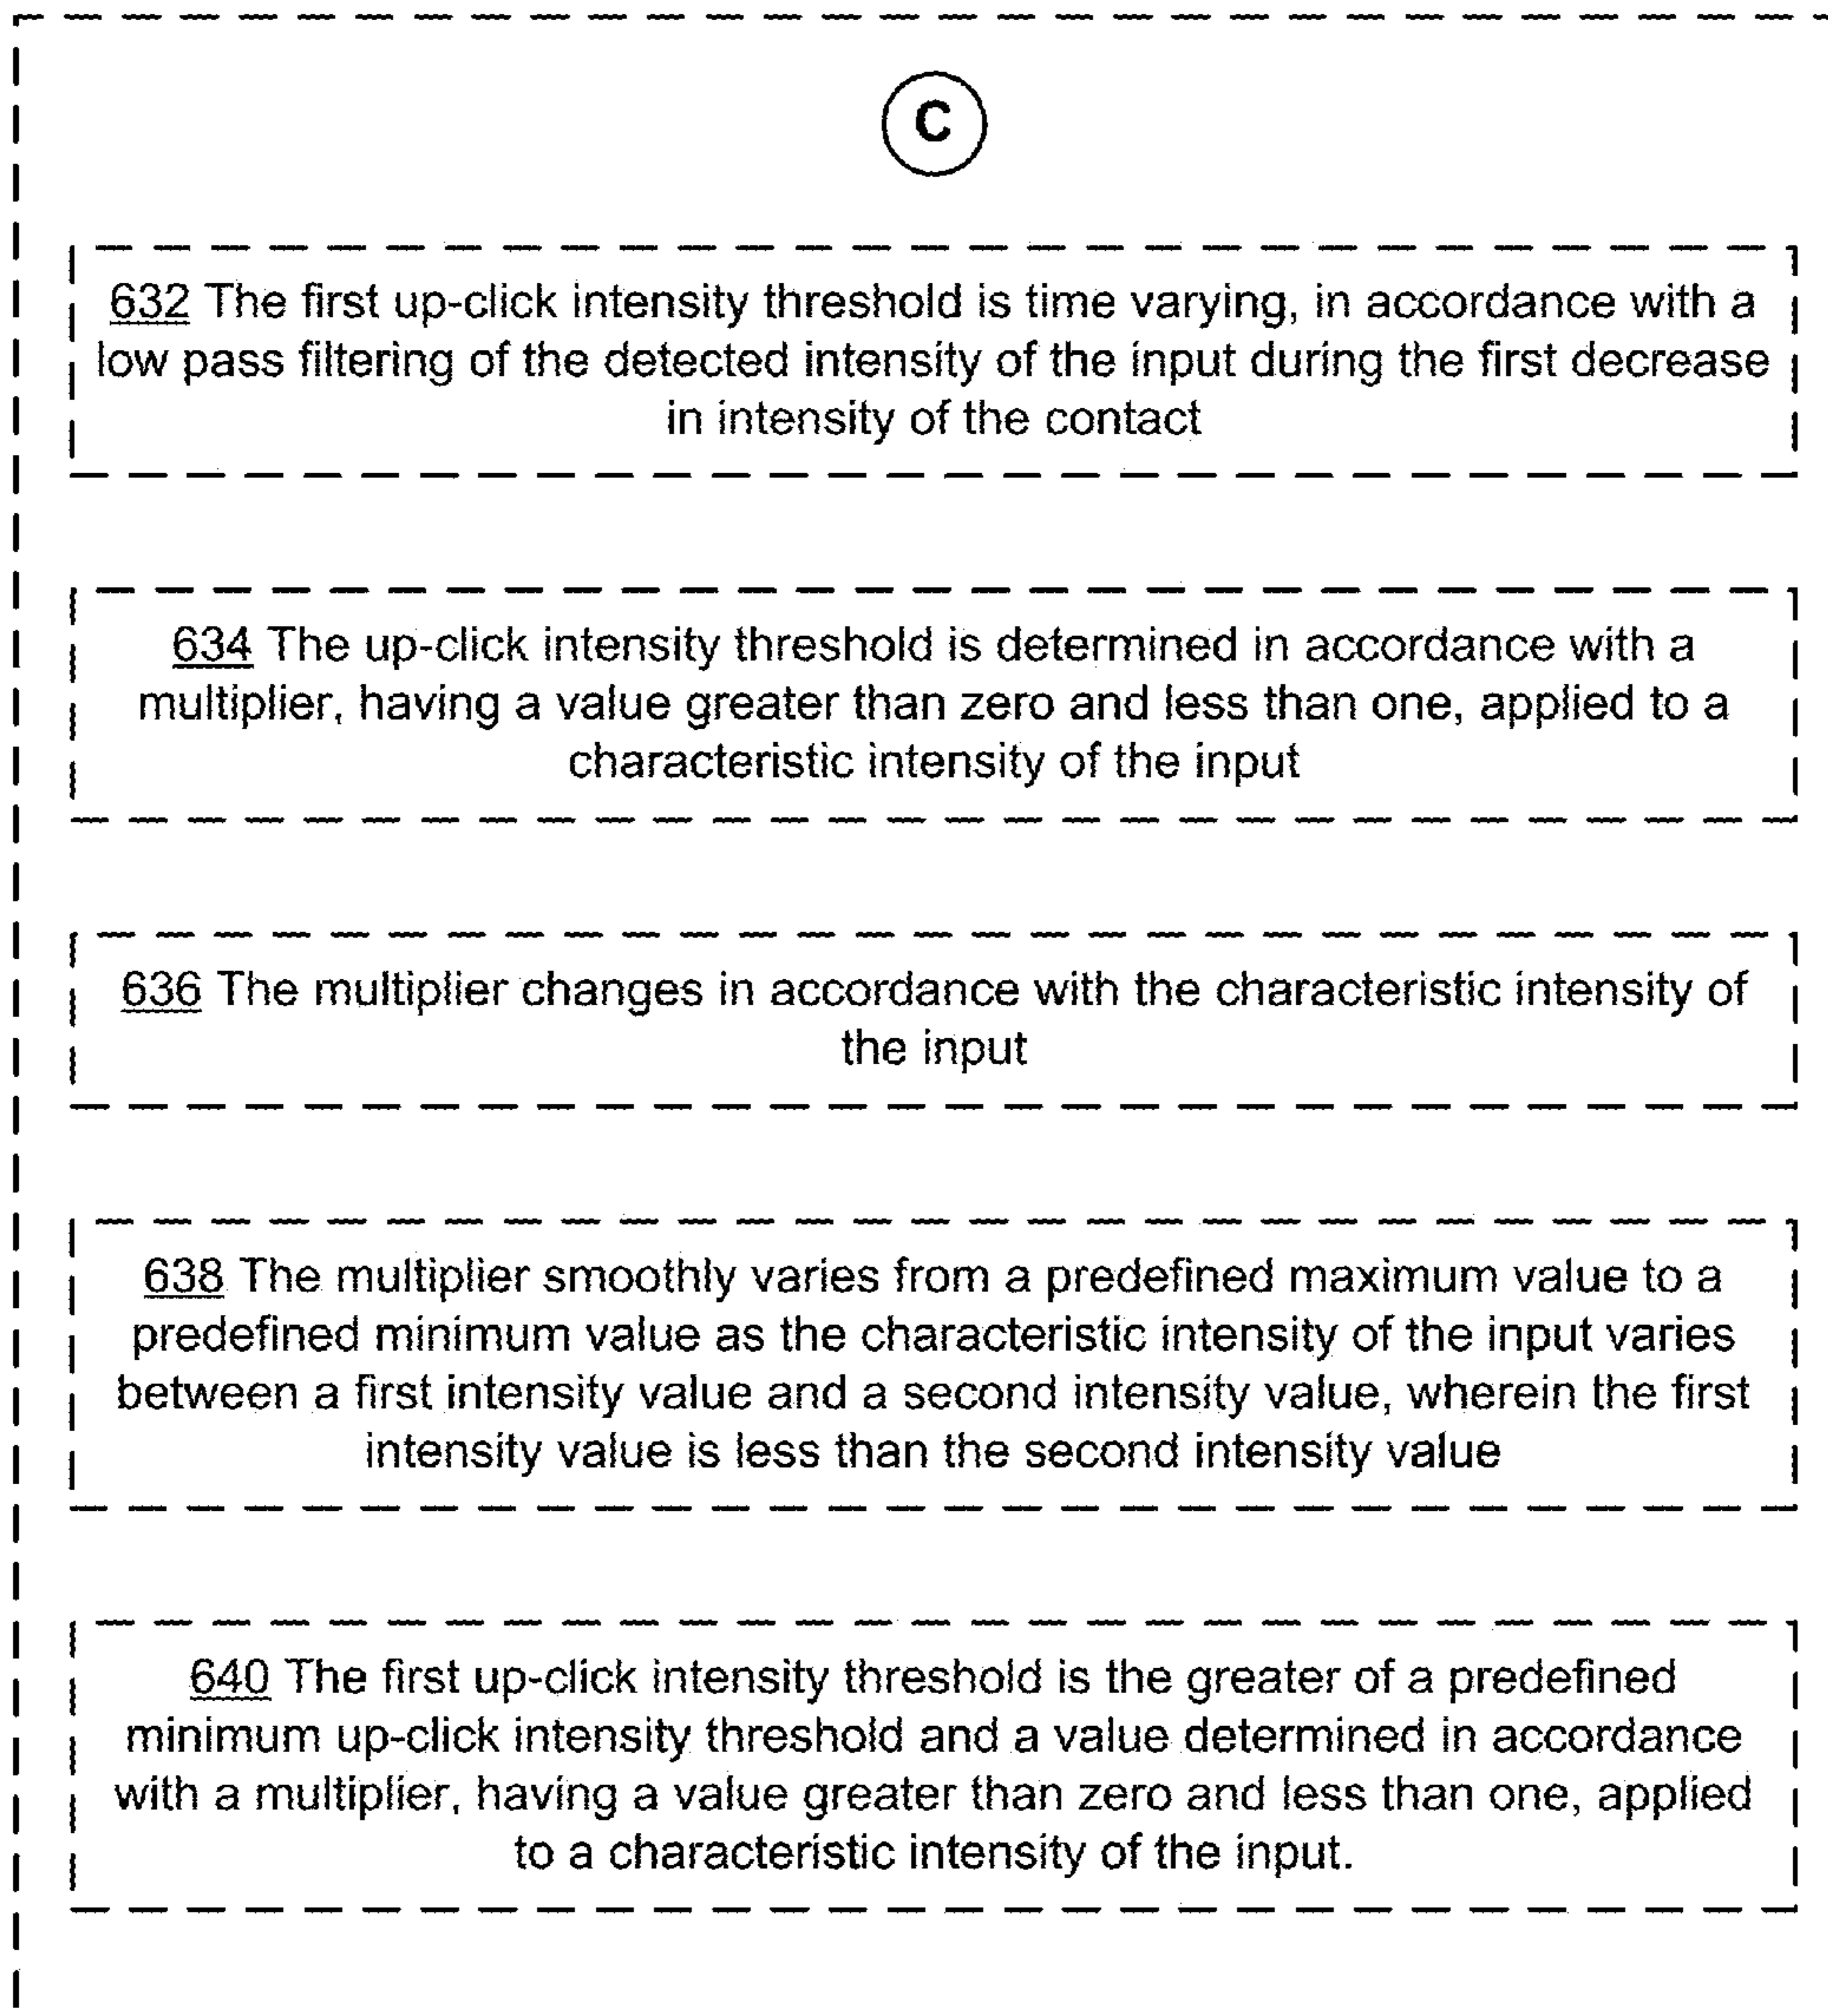 C
632 The first up-click intensity threshold is time varying, in accordance with a
low pass filtering of the detected intensity of the input during the first decrease
in intensity of the contact
634 The up-click intensity threshold is determined in accordance with a
multiplier, having a value greater than zero and less than one, applied to a
characteristic intensity of the input
636 The multiplier changes in accordance with the characteristic intensity of
the input
638 The multiplier smoothly varies from a predefined maximum value to a
predefined minimum value as the characteristic intensity of the input varies
between a first intensity value and a second intensity value, wherein the first
intensity value is less than the second intensity value
640 The first up-click intensity threshold is the greater of a predefined
minimum up-click intensity threshold and a value determined in accordance
with a multiplier, having a value greater than zero and less than one, applied
to a characteristic intensity of the input.